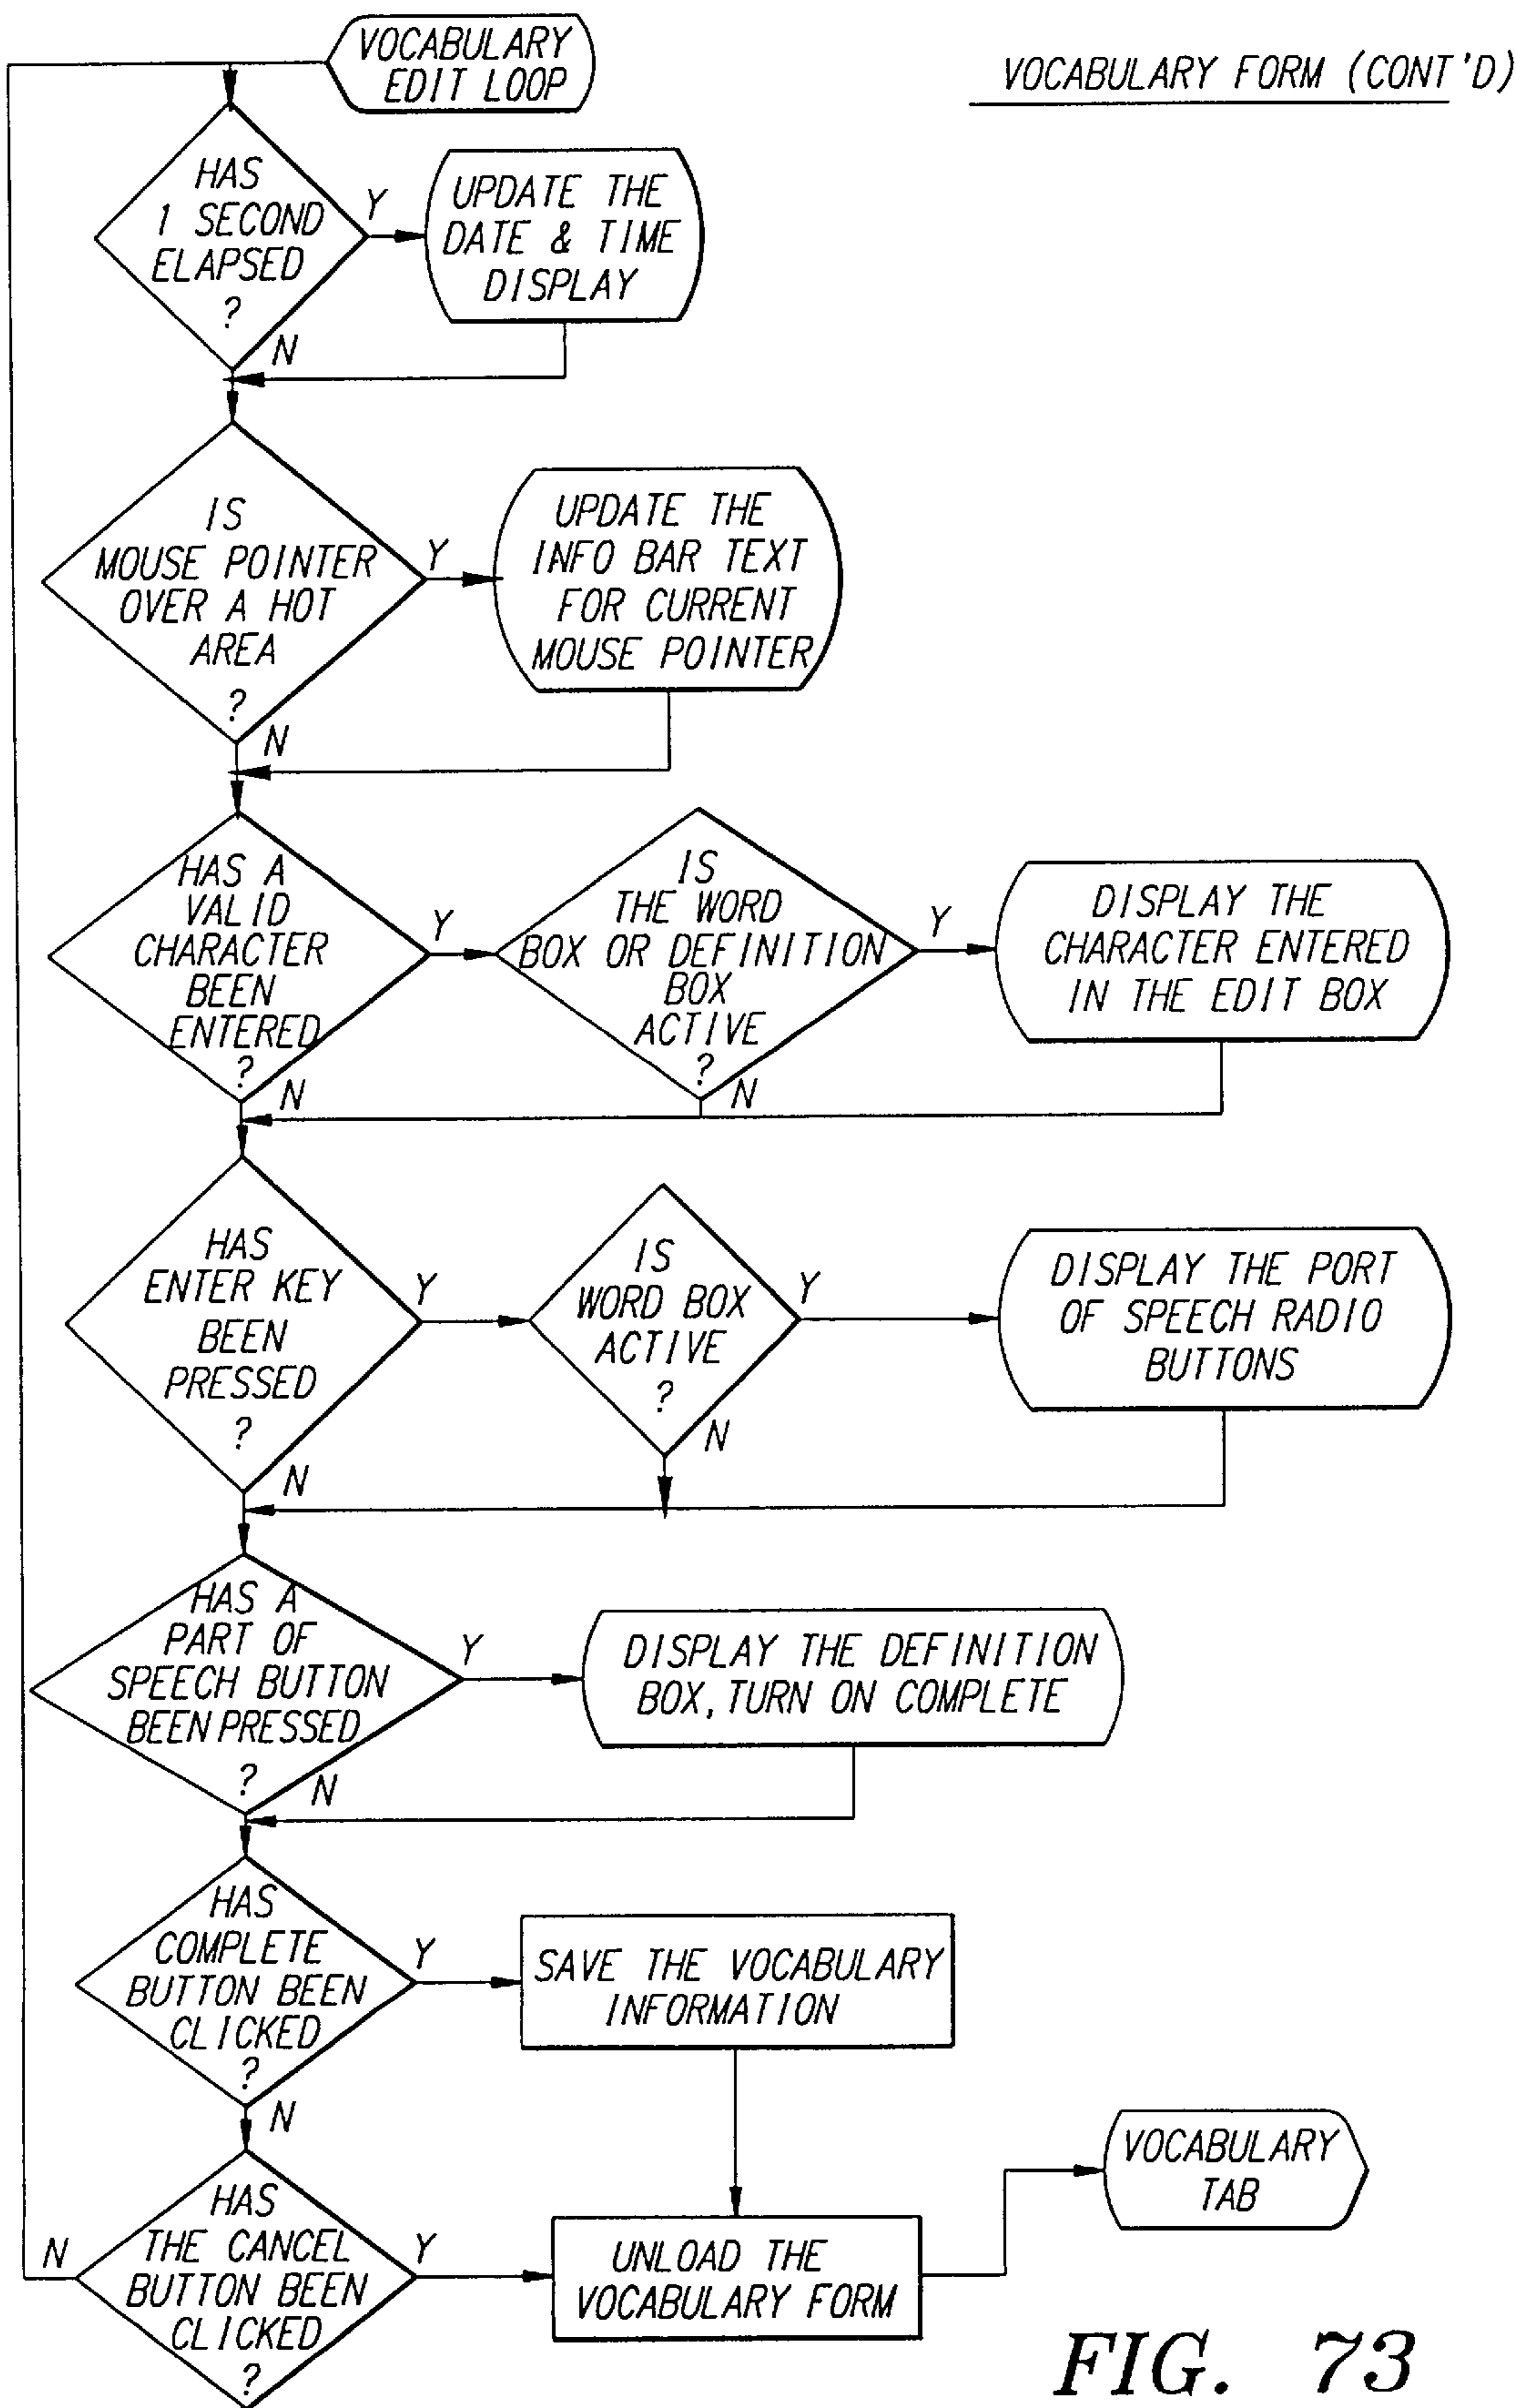 VOCABULARY
EDIT LOOP
VOCABULARY FORM (CONT'D)
HAS
1 SECOND
ELAPSED
?
Y
N
UPDATE THE
DATE & TIME
DISPLAY
IS
MOUSE POINTER
OVER A HOT
AREA
?
Y
N
UPDATE THE
INFO BAR TEXT
FOR CURRENT
MOUSE POINTER
HAS A
VALID
CHARACTER
BEEN
ENTERED
?
Y
N
IS
THE WORD
BOX OR DEFINITION
BOX
ACTIVE
?
Y
N
DISPLAY THE
CHARACTER ENTERED
IN THE EDIT BOX
HAS
ENTER KEY
BEEN
PRESSED
?
Y
N
IS
WORD BOX
ACTIVE
?
Y
N
DISPLAY THE PORT
OF SPEECH RADIO
BUTTONS
HAS A
PART OF
SPEECH BUTTON
BEEN PRESSED
?
Y
N
DISPLAY THE DEFINITION
BOX, TURN ON COMPLETE
HAS
COMPLETE
BUTTON BEEN
CLICKED
?
Y
N
SAVE THE VOCABULARY
INFORMATION
HAS
THE CANCEL
BUTTON BEEN
CLICKED
?
N
Y
UNLOAD THE
VOCABULARY FORM
VOCABULARY
TAB
FIG. 73